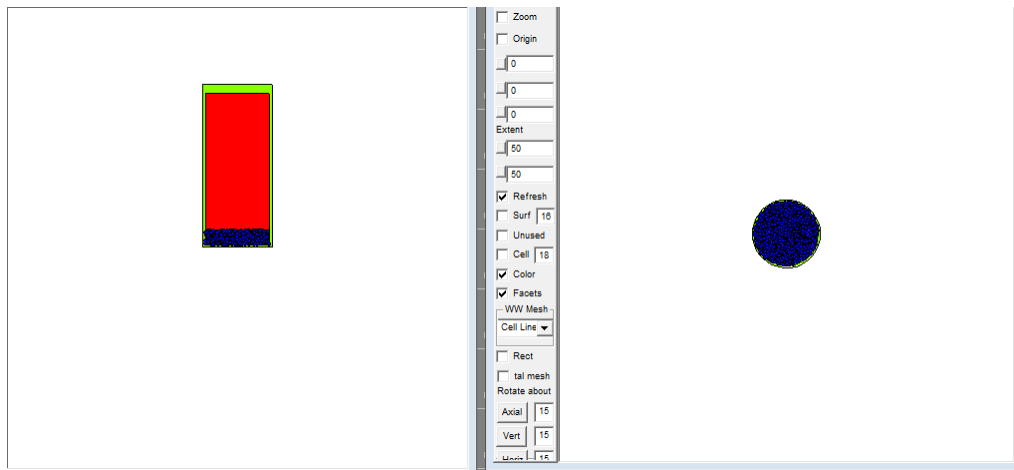 Zoom
Origin
0
0
0
Extent
50
50
Refresh
Surf 16
Unused
Cell 18
Color
Facets
WW Mesh
Cell Line
Rect
tal mesh
Rotate about
Axial 15
Vert 15
Horiz 15